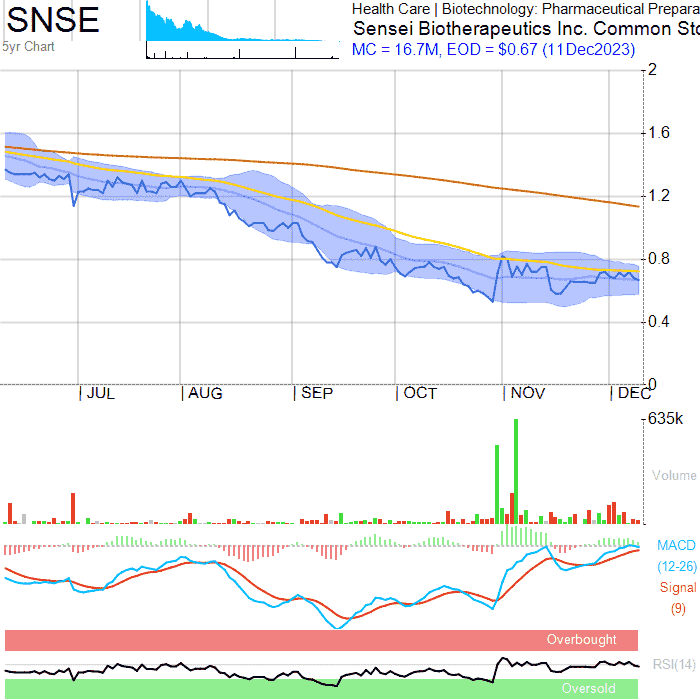 SNSE
5yr Chart
Health Care | Biotechnology: Pharmaceutical Prepara
Sensei Biotherapeutics Inc. Common Sto
MC = 16.7M, EOD = $0.67 (11Dec2023)
2
1.6
1.2
0.8
0.4
0
| JUL | AUG | SEP | OCT | NOV | DEC
635k
Volume
MACD
(12-26)
Signal
(9)
Overbought
RSI(14)
Oversold